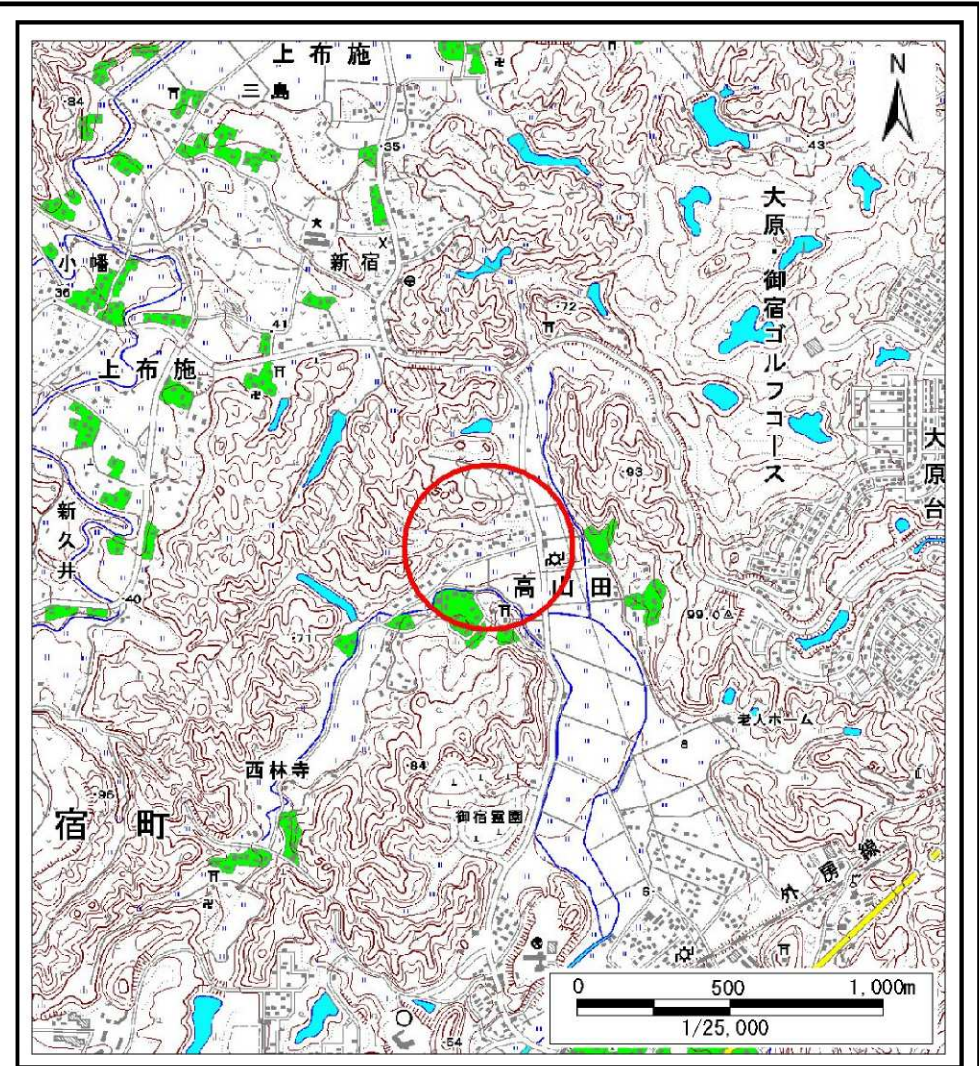 上布施
三島
N
84
35
43
大原・御宿ゴルフコース
新宿
小幡
36
72
41
上布施
大原台
93
新久井
高山田
40
99.0
71
老人ホーム
8
西林寺
84
51
96
宿町
御宿霊園
外房線
6
0 500 1,000m
1/25,000
54